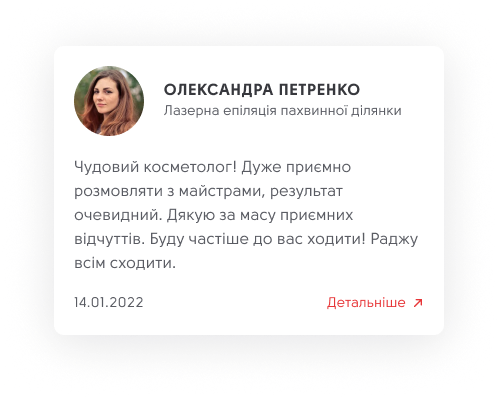 ОЛЕКСАНДРА ПЕТРЕНКО
Лазерна епіляція пахвинної ділянки
Чудовий косметолог! Дуже приємно
розмовляти з майстрами, результат
очевидний. Дякую за масу приємних
відчуттів. Буду частіше до вас ходити! Раджу
всім сходити.
14.01.2022
Детальніше